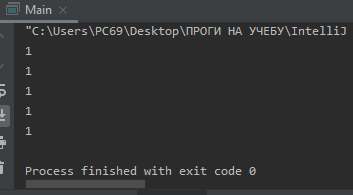 Main
"C:\Users\PC69\Desktop\ПРОГИ НА УЧЕБУ\IntelliJ
1
1
1
1
1
Process finished with exit code 0